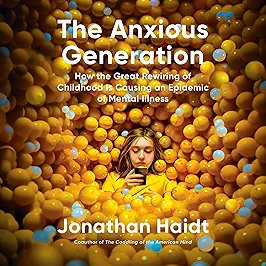 The Anxious
Generation
How the Great Rewiring of
Childhood Is Causing an Epidemic
of Mental Illness
Jonathan Haidt
Coauthor of The Coddling of the American Mind